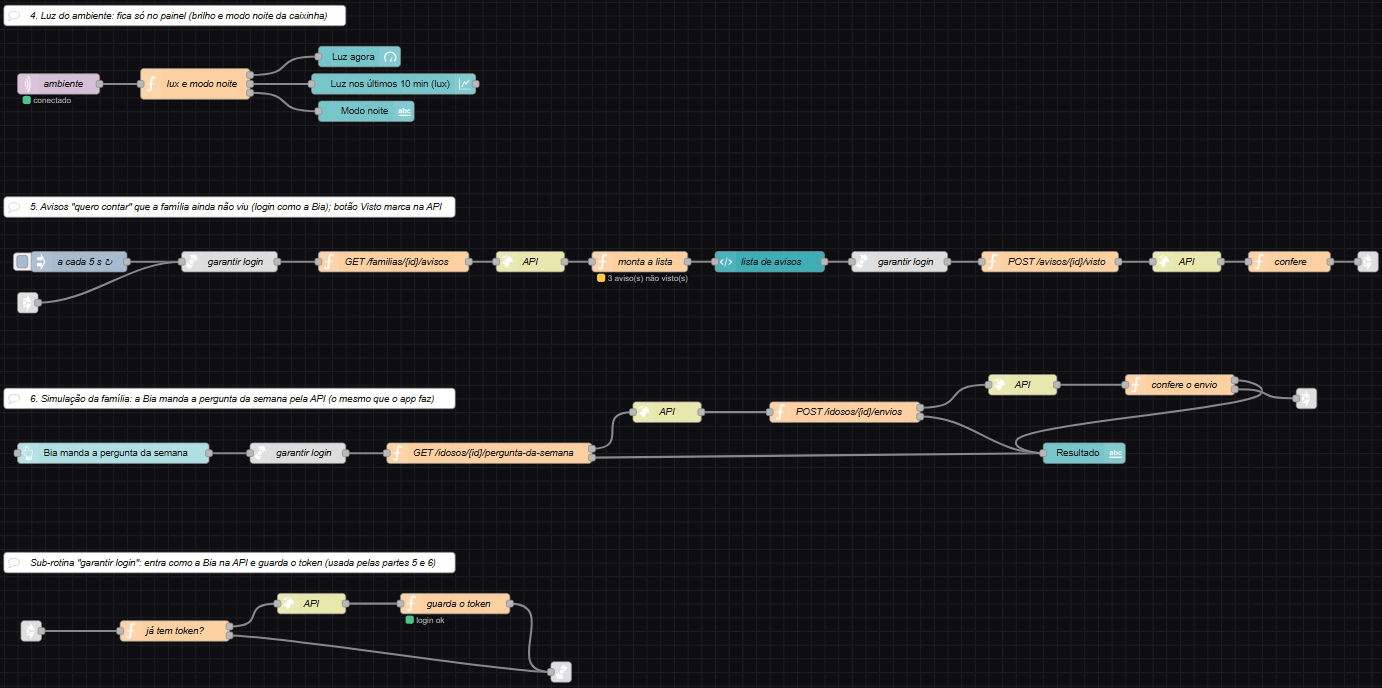 4. Luz do ambiente: fica só no painel (brilho e modo noite da caixinha)
Luz agora
ambiente
lux e modo noite
Luz nos últimos 10 min (lux)
conectado
Modo noite
abc
5. Avisos "quero contar" que a família ainda não viu (login como a Bia); botão Visto marca na API
a cada 5 s ↻
garantir login
GET /familias/{id}/avisos
API
monta a lista
lista de avisos
garantir login
POST /avisos/{id}/visto
API
confere
3 aviso(s) não visto(s)
6. Simulação da família: a Bia manda a pergunta da semana pela API (o mesmo que o app faz)
API
confere o envio
API
POST /idosos/{id}/envios
Bia manda a pergunta da semana
garantir login
GET /idosos/{id}/pergunta-da-semana
Resultado
abc
Sub-rotina "garantir login": entra como a Bia na API e guarda o token (usada pelas partes 5 e 6)
API
guarda o token
login ok
já tem token?